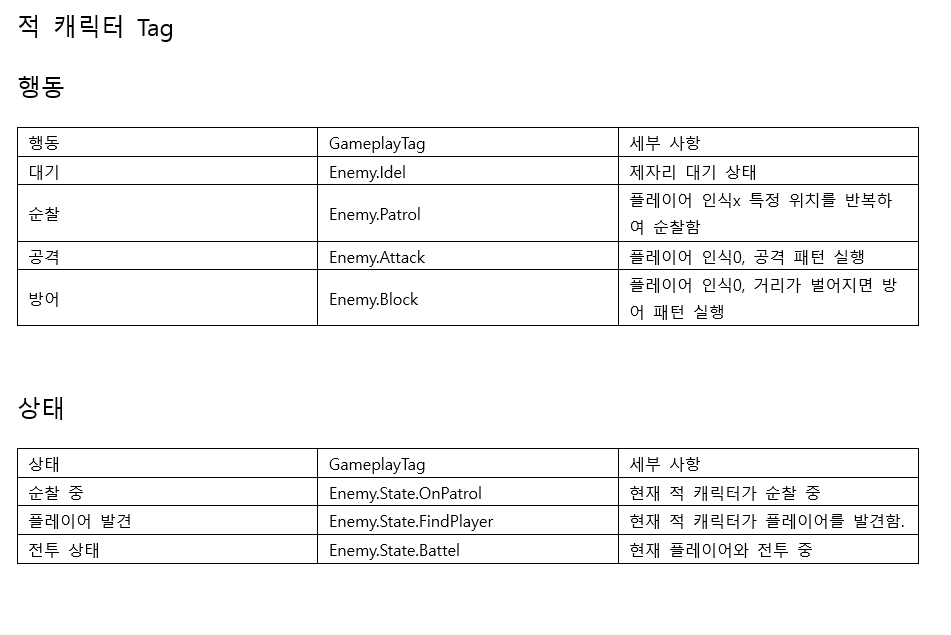 적 캐릭터 Tag
행동
행동 GameplayTag 세부 사항
대기 Enemy.Idel 제자리 대기 상태
순찰 Enemy.Patrol 플레이어 인식x 특정 위치를 반복하
여 순찰함
공격 Enemy.Attack 플레이어 인식0, 공격 패턴 실행
방어 Enemy.Block 플레이어 인식0, 거리가 벌어지면 방
어 패턴 실행
상태
상태 GameplayTag 세부 사항
순찰 중 Enemy.State.OnPatrol 현재 적 캐릭터가 순찰 중
플레이어 발견 Enemy.State.FindPlayer 현재 적 캐릭터가 플레이어를 발견함.
전투 상태 Enemy.State.Battel 현재 플레이어와 전투 중